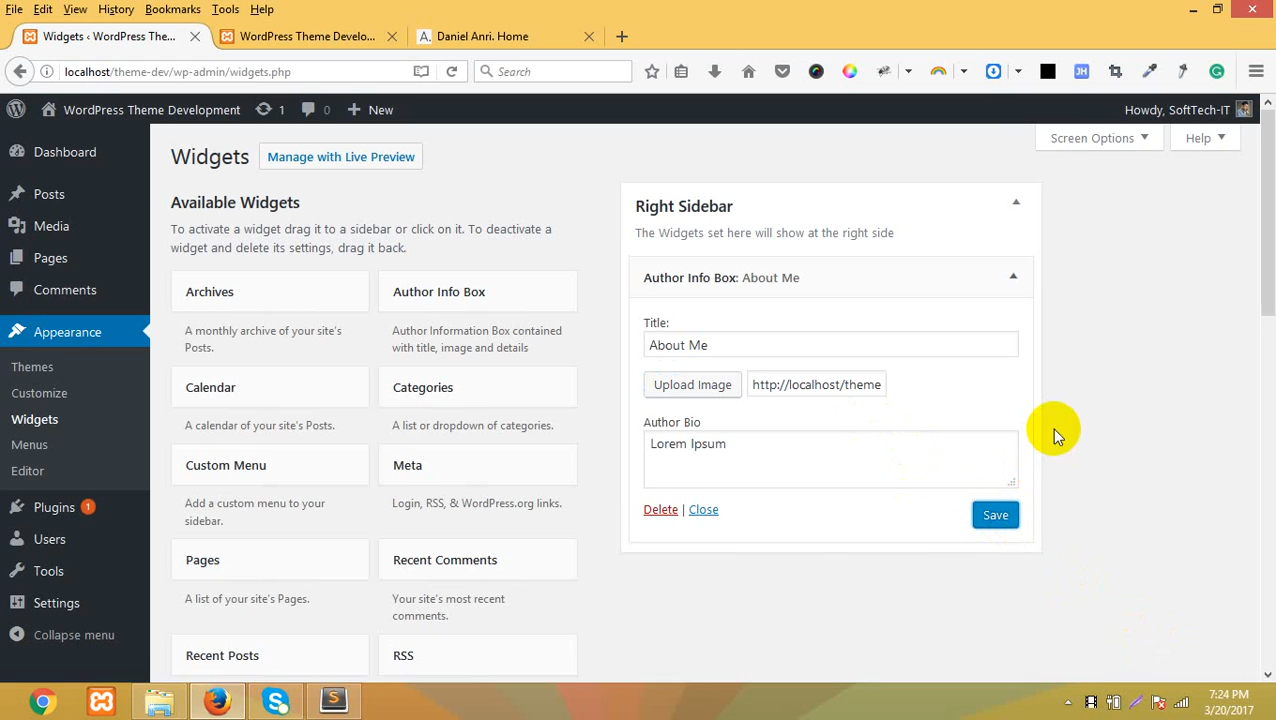 File Edit View History Bookmarks Tools Help
Widgets ‹ WordPress The...
WordPress Theme Develo...
A. Daniel Anri. Home
localhost/theme-dev/wp-admin/widgets.php
Search
JH
WordPress Theme Development
1
0
New
Howdy, SoftTech-IT
Dashboard
Posts
Media
Pages
Comments
Appearance
Themes
Customize
Widgets
Menus
Editor
Plugins 1
Users
Tools
Settings
Collapse menu
Screen Options
Help
Widgets
Manage with Live Preview
Available Widgets
To activate a widget drag it to a sidebar or click on it. To deactivate a
widget and delete its settings, drag it back.
Archives
A monthly archive of your site's
Posts.
Author Info Box
Author Information Box contained
with title, image and details
Calendar
A calendar of your site's Posts.
Categories
A list or dropdown of categories.
Custom Menu
Add a custom menu to your
sidebar.
Meta
Login, RSS, & WordPress.org links.
Pages
A list of your site's Pages.
Recent Comments
Your site's most recent
comments.
Recent Posts
RSS
Right Sidebar
The Widgets set here will show at the right side
Author Info Box: About Me
Title:
About Me
Upload Image
http://localhost/theme
Author Bio
Lorem Ipsum
Delete | Close
Save
7:24 PM
3/20/2017